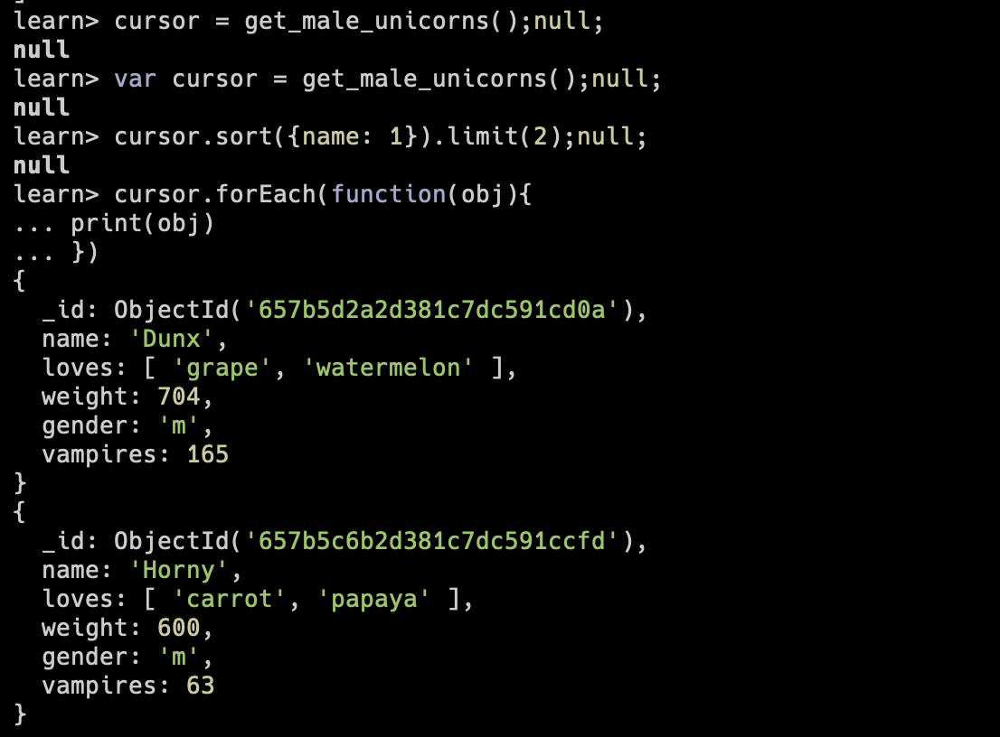 learn> cursor = get_male_unicorns();null;
null
learn> var cursor = get_male_unicorns();null;
null
learn> cursor.sort({name: 1}).limit(2);null;
null
learn> cursor.forEach(function(obj){
... print(obj)
... })
{
  _id: ObjectId('657b5d2a2d381c7dc591cd0a'),
  name: 'Dunx',
  loves: [ 'grape', 'watermelon' ],
  weight: 704,
  gender: 'm',
  vampires: 165
}
{
  _id: ObjectId('657b5c6b2d381c7dc591ccfd'),
  name: 'Horny',
  loves: [ 'carrot', 'papaya' ],
  weight: 600,
  gender: 'm',
  vampires: 63
}